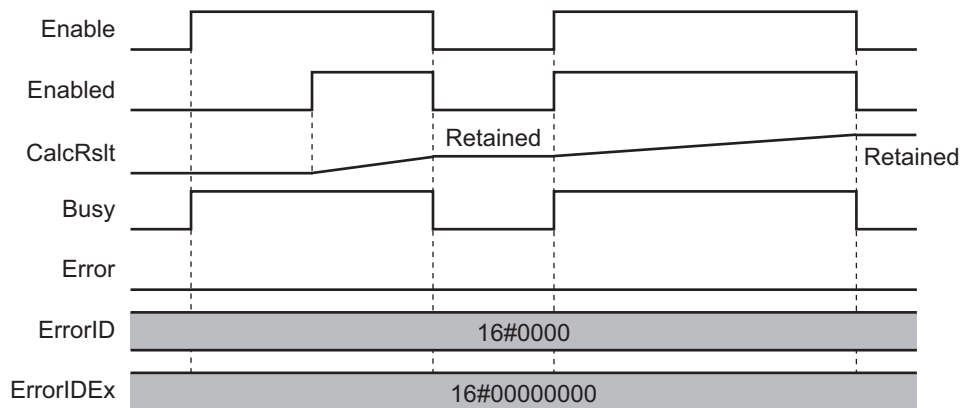 Enable
Enabled
CalcRslt
Retained
Retained
Busy
Error
ErrorID
16#0000
ErrorIDEx
16#00000000